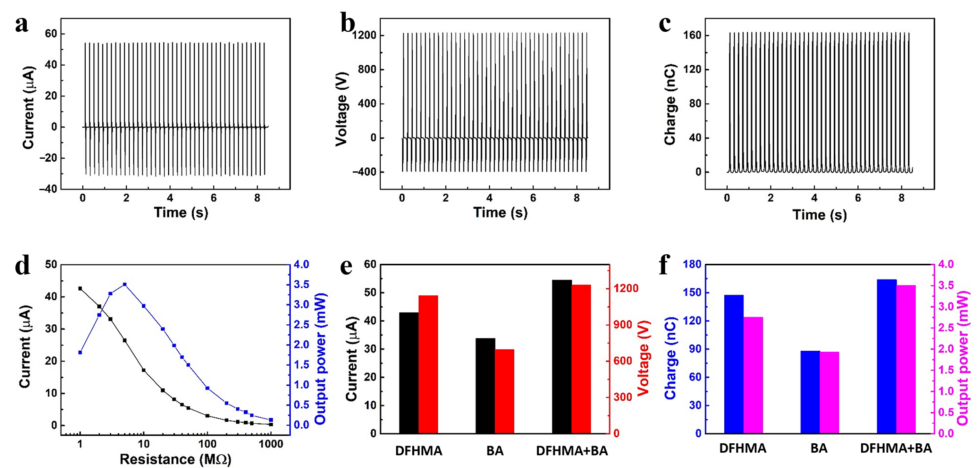 a
60
40
20
0
−20
−40
Current (μA)
0 2 4 6 8
Time (s)
b
1200
800
400
0
−400
Voltage (V)
0 2 4 6 8
Time (s)
c
160
120
80
40
0
Charge (nC)
0 2 4 6 8
Time (s)
d
50
40
30
20
10
0
Current (μA)
4.0
3.5
3.0
2.5
2.0
1.5
1.0
0.5
0.0
Output power (mW)
1 10 100 1000
Resistance (MΩ)
e
60
50
40
30
20
10
0
Current (μA)
1200
900
600
300
0
Voltage (V)
DFHMA BA DFHMA+BA
f
180
150
120
90
60
30
0
Charge (nC)
4.0
3.5
3.0
2.5
2.0
1.5
1.0
0.5
0.0
Output power (mW)
DFHMA BA DFHMA+BA